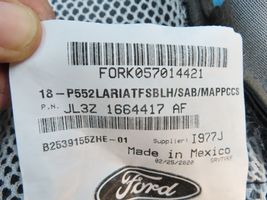 FORK057014421
18-P552LARIATFSBLH/SAB/MAPPCCS
P.N. JL3Z 1664417 AF
B2539155ZHE-01
Supplier: I977J
Made in Mexico
02/25/2020
Ford